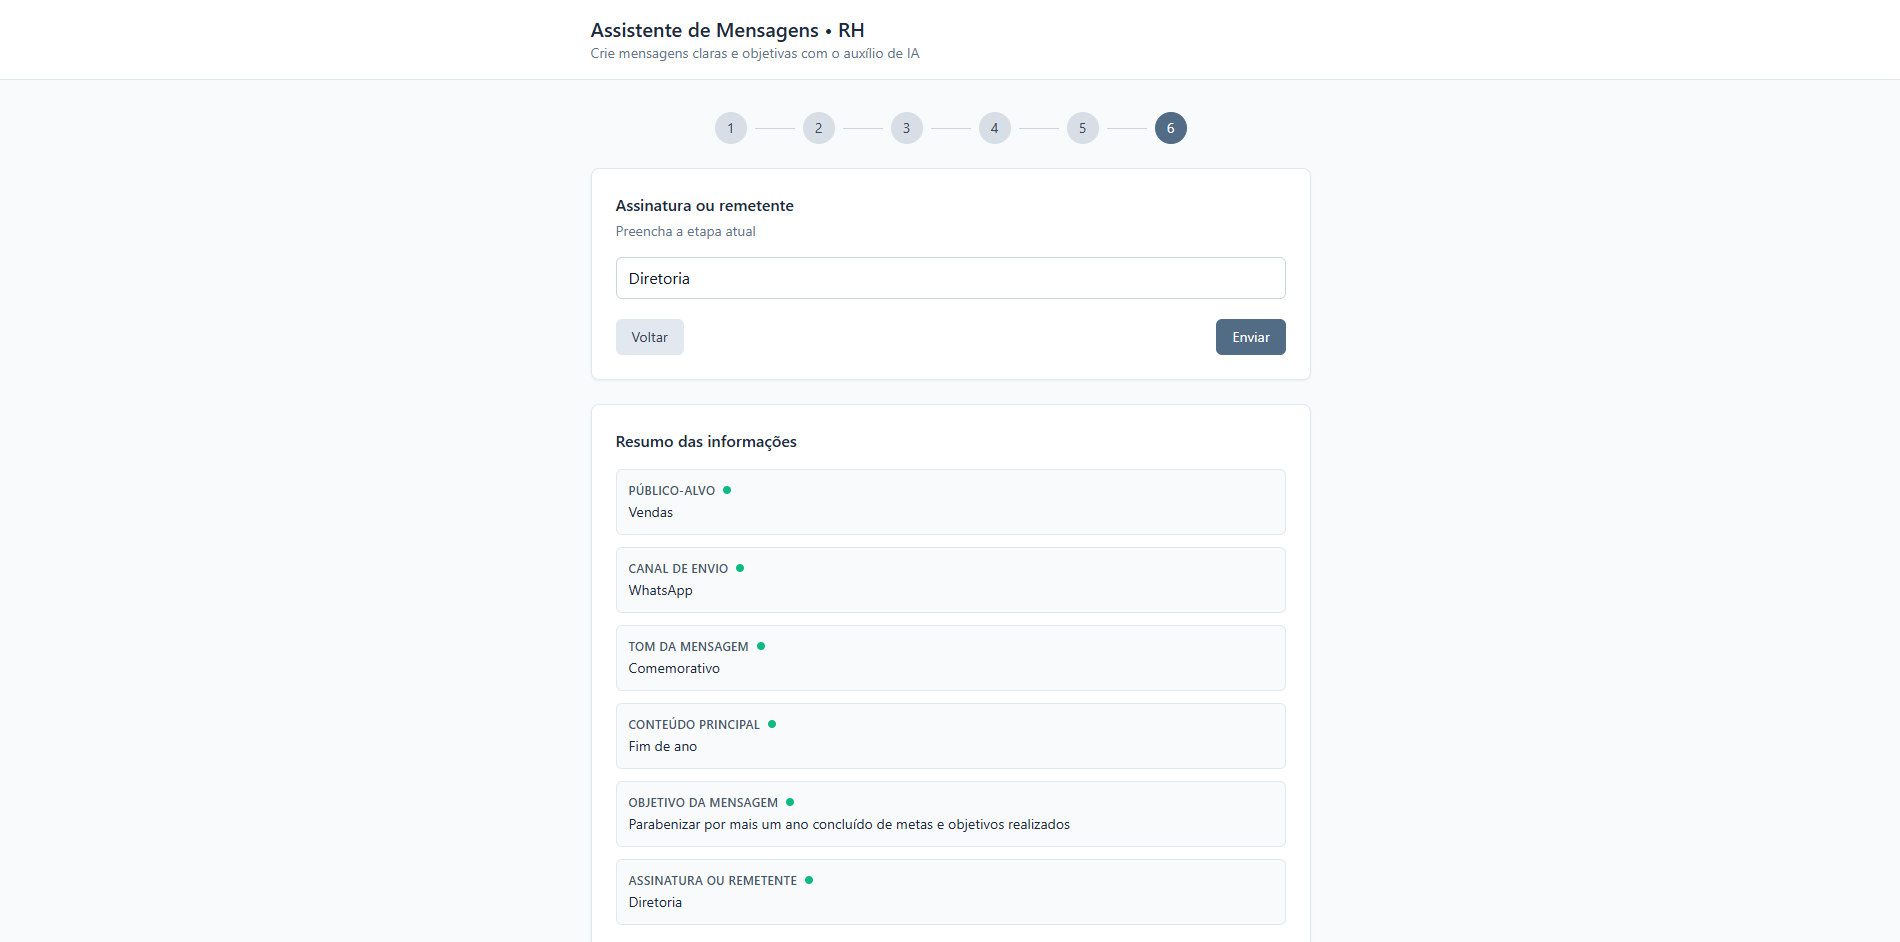 Assistente de Mensagens • RH
Crie mensagens claras e objetivas com o auxílio de IA
1 2 3 4 5 6
Assinatura ou remetente
Preencha a etapa atual
Diretoria
Voltar Enviar
Resumo das informações
PÚBLICO-ALVO
Vendas
CANAL DE ENVIO
WhatsApp
TOM DA MENSAGEM
Comemorativo
CONTEÚDO PRINCIPAL
Fim de ano
OBJETIVO DA MENSAGEM
Parabenizar por mais um ano concluído de metas e objetivos realizados
ASSINATURA OU REMETENTE
Diretoria